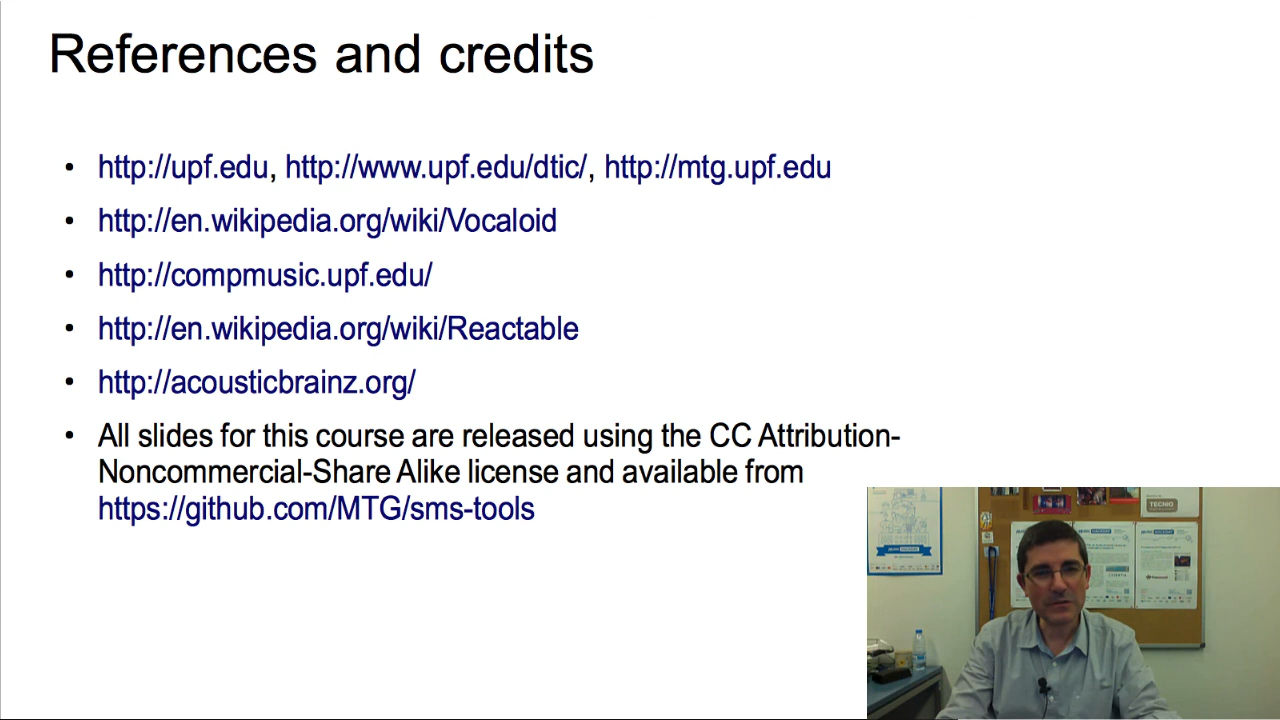 References and credits
• http://upf.edu, http://www.upf.edu/dtic/, http://mtg.upf.edu
• http://en.wikipedia.org/wiki/Vocaloid
• http://compmusic.upf.edu/
• http://en.wikipedia.org/wiki/Reactable
• http://acousticbrainz.org/
• All slides for this course are released using the CC Attribution-
Noncommercial-Share Alike license and available from
https://github.com/MTG/sms-tools
TECNIO